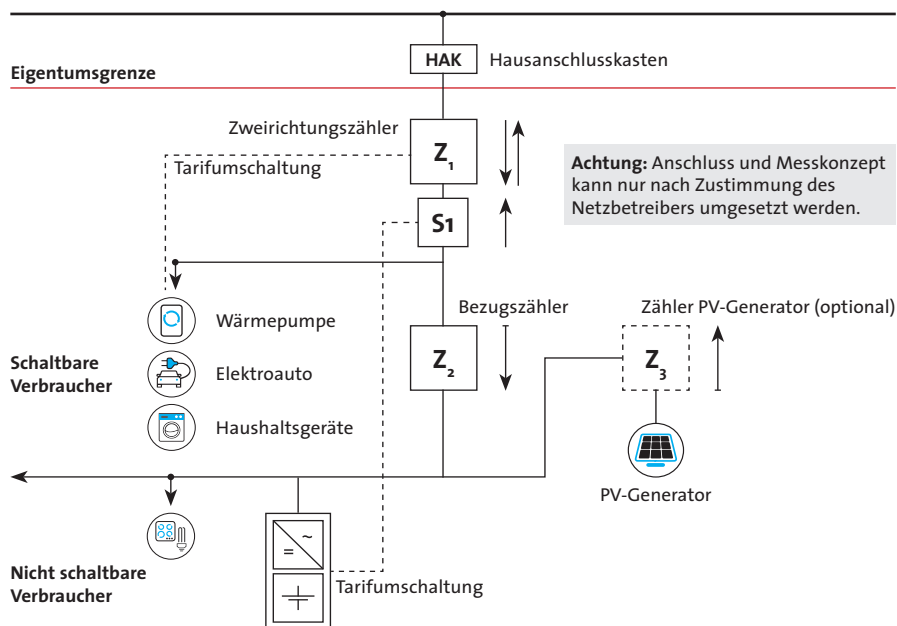 HAK
Hausanschlusskasten
Eigentumsgrenze
Zweirichtungszähler
Z1
Tarifumschaltung
Achtung: Anschluss und Messkonzept
kann nur nach Zustimmung des
Netzbetreibers umgesetzt werden.
S1
Bezugszähler
Zähler PV-Generator (optional)
Wärmepumpe
Z2
Z3
Schaltbare
Verbraucher
Elektroauto
Haushaltsgeräte
PV-Generator
~
=
Nicht schaltbare
Verbraucher
Tarifumschaltung